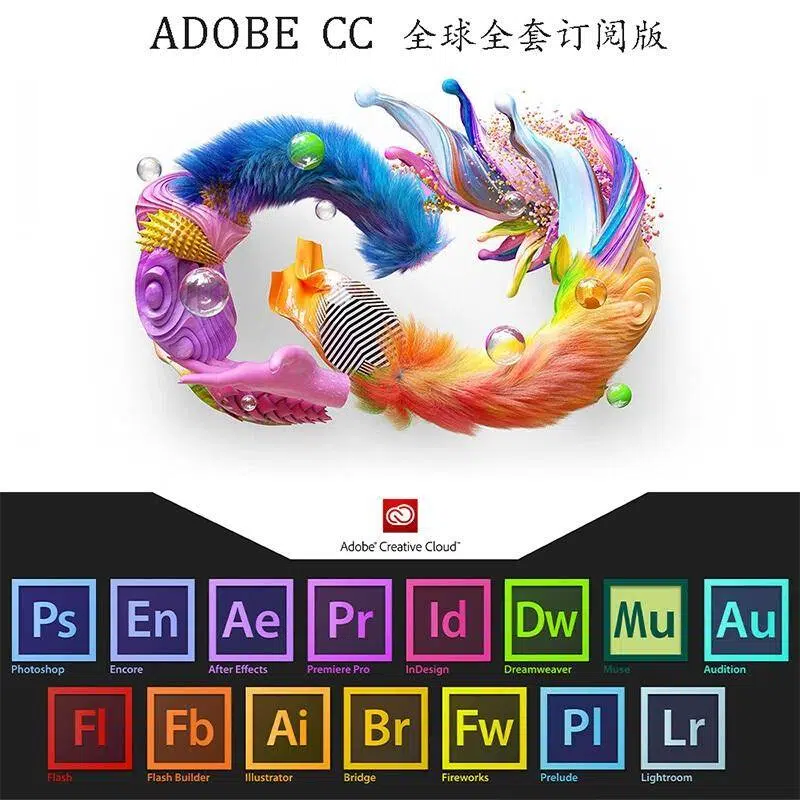 ADOBE CC 全球全套订阅版
Adobe® Creative Cloud™
Ps En Ae Pr Id Dw Mu Au
Photoshop Encore After Effects Premiere Pro InDesign Dreamweaver Muse Audition
Fl Fb Ai Br Fw Pl Lr
Flash Flash Builder Illustrator Bridge Fireworks Prelude Lightroom